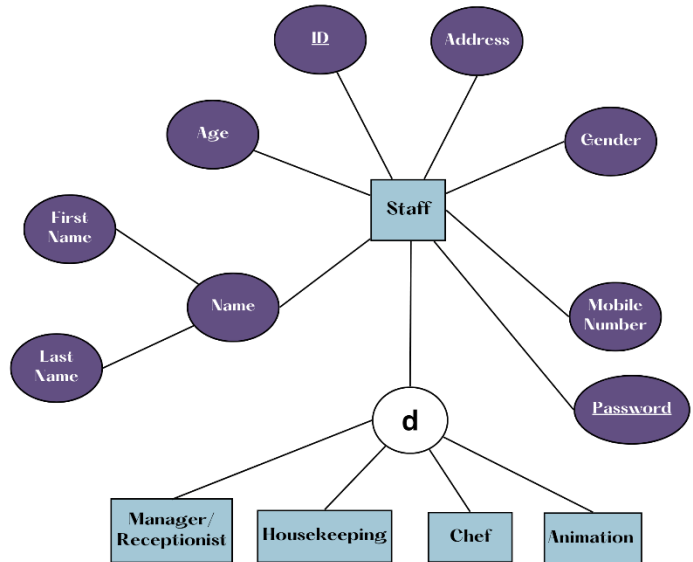 ID
Address
Age
Gender
Staff
First
Name
Name
Mobile
Number
Last
Name
Password
d
Manager/
Receptionist
Housekeeping
Chef
Animation